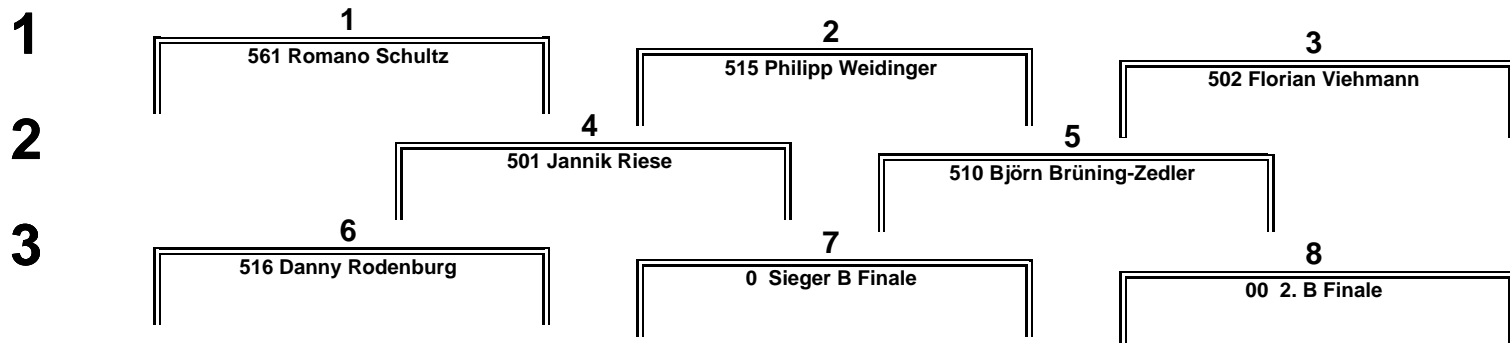 1
1
2
3
561 Romano Schultz
515 Philipp Weidinger
502 Florian Viehmann
2
4
5
501 Jannik Riese
510 Björn Brüning-Zedler
3
6
7
8
516 Danny Rodenburg
0 Sieger B Finale
00 2. B Finale